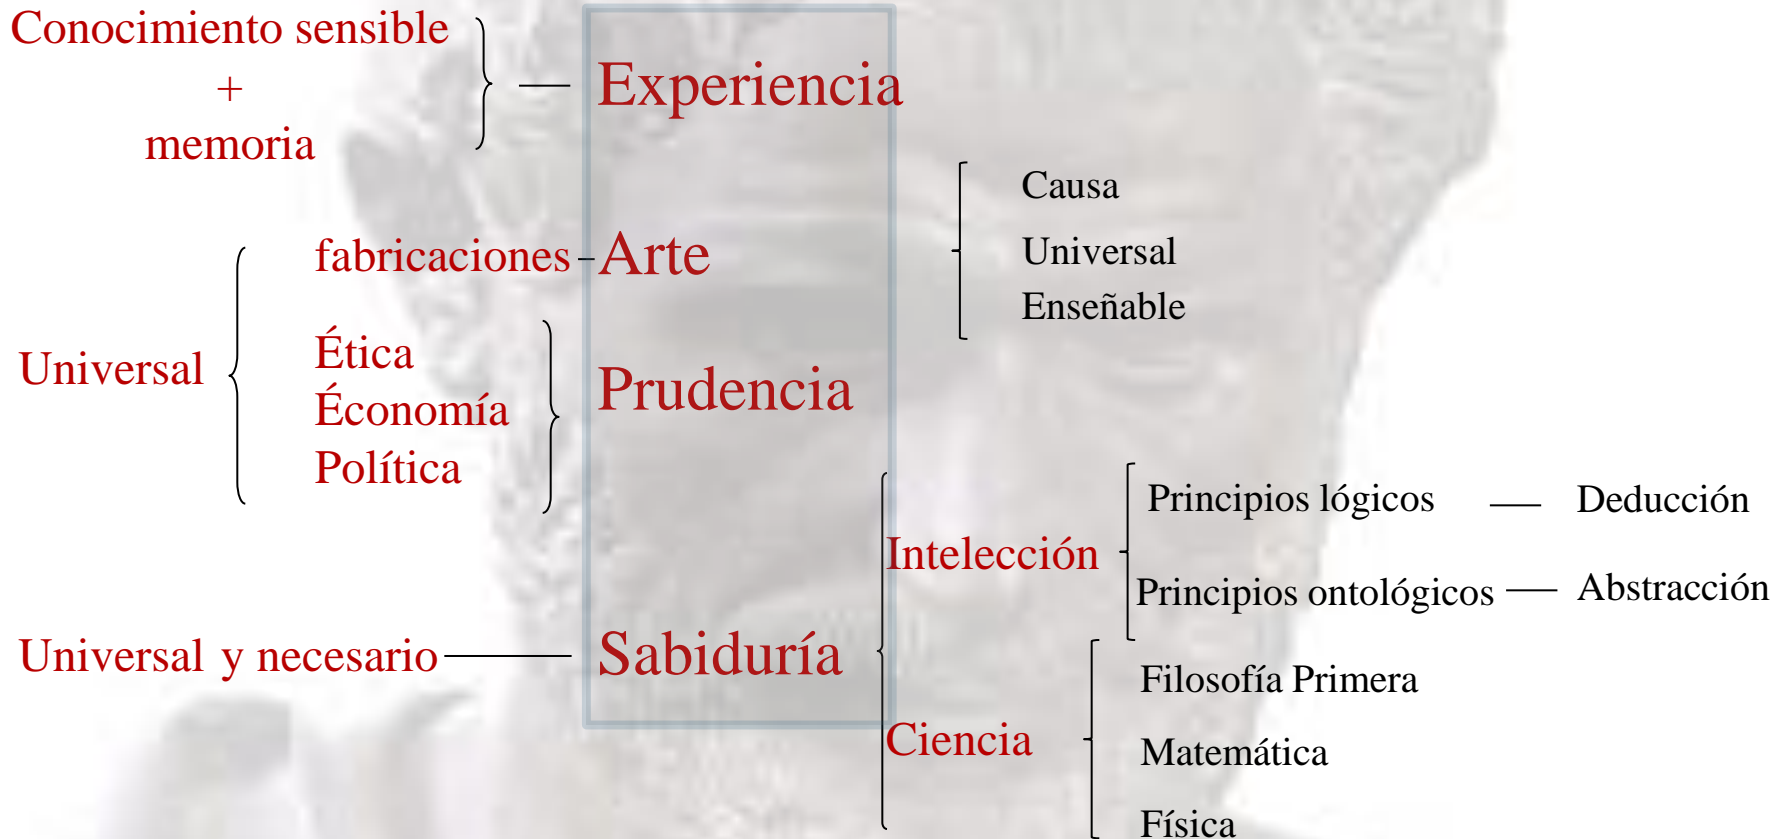 Conocimiento sensible
+
memoria
Experiencia
Causa
Universal
Enseñable
fabricaciones
Arte
Universal
Ética
Économía
Política
Prudencia
Principios lógicos
Deducción
Intelección
Principios ontológicos
Abstracción
Universal y necesario
Sabiduría
Filosofía Primera
Ciencia
Matemática
Física